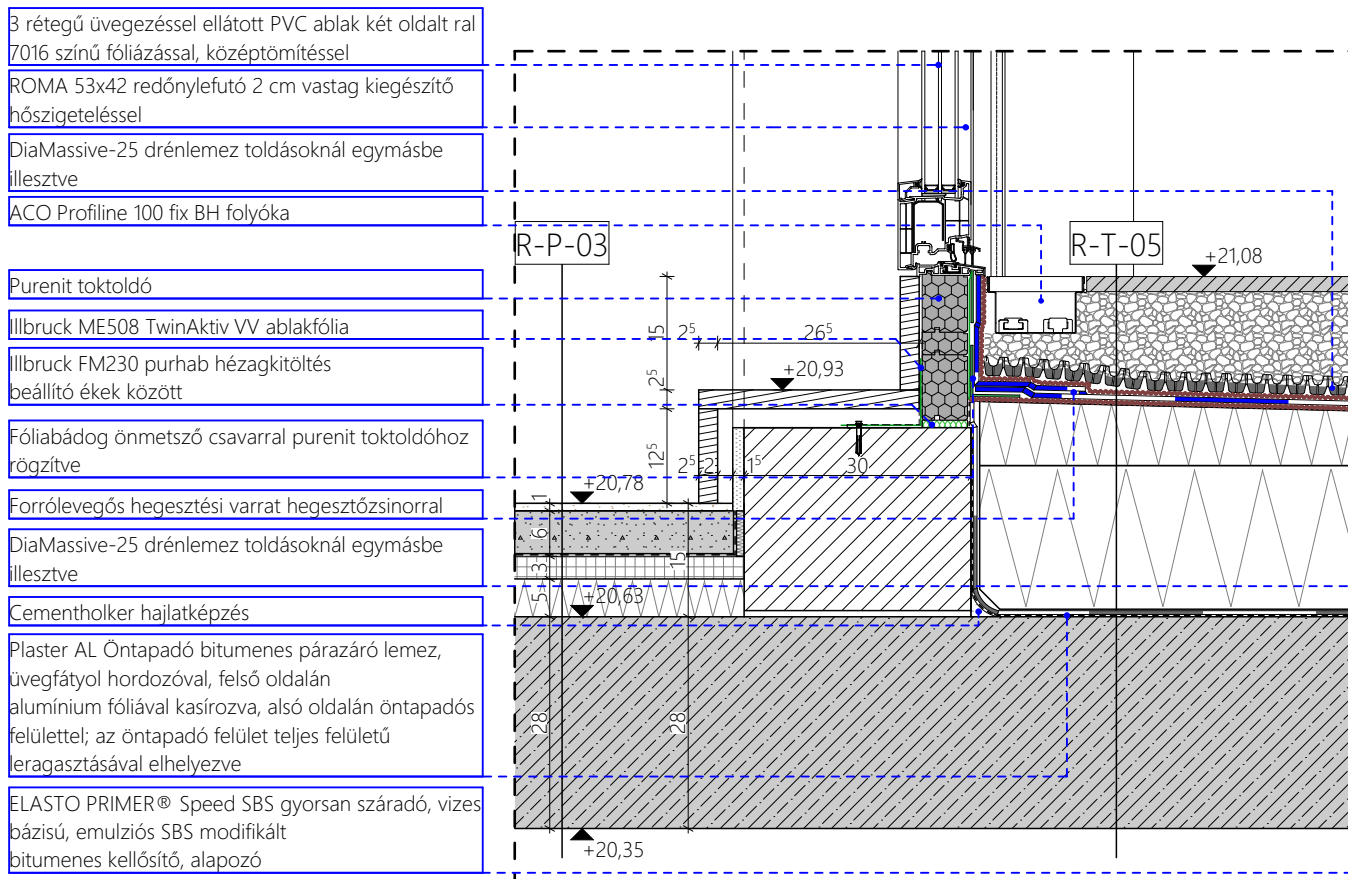 3 rétegű üvegezéssel ellátott PVC ablak két oldalt ral
7016 színű fóliázással, középtömítéssel
ROMA 53x42 redőnylefutó 2 cm vastag kiegészítő
hőszigeteléssel
DiaMassive-25 drénlemez toldásoknál egymásbe
illesztve
ACO Profiline 100 fix BH folyóka
Purenit toktoldó
Illbruck ME508 TwinAktiv VV ablakfólia
Illbruck FM230 purhab hézagkitöltés
beállító ékek között
Fóliabádog önmetsző csavarral purenit toktoldóhoz
rögzítve
Forrólevegős hegesztési varrat hegesztőzsinorral
DiaMassive-25 drénlemez toldásoknál egymásbe
illesztve
Cementholker hajlatképzés
Plaster AL Öntapadó bitumenes párazáró lemez,
üvegfátyol hordozóval, felső oldalán
alumínium fóliával kasírozva, alsó oldalán öntapadós
felülettel; az öntapadó felület teljes felületű
leragasztásával elhelyezve
ELASTO PRIMER® Speed SBS gyorsan száradó, vizes
bázisú, emulziós SBS modifikált
bitumenes kellősítő, alapozó
R-P-03
R-T-05
+21,08
15
2⁵
26⁵
2⁵
+20,93
12⁵
2⁵
2
1⁵
30
+20,78
1
6
3
15
5
+20,63
28
28
+20,35